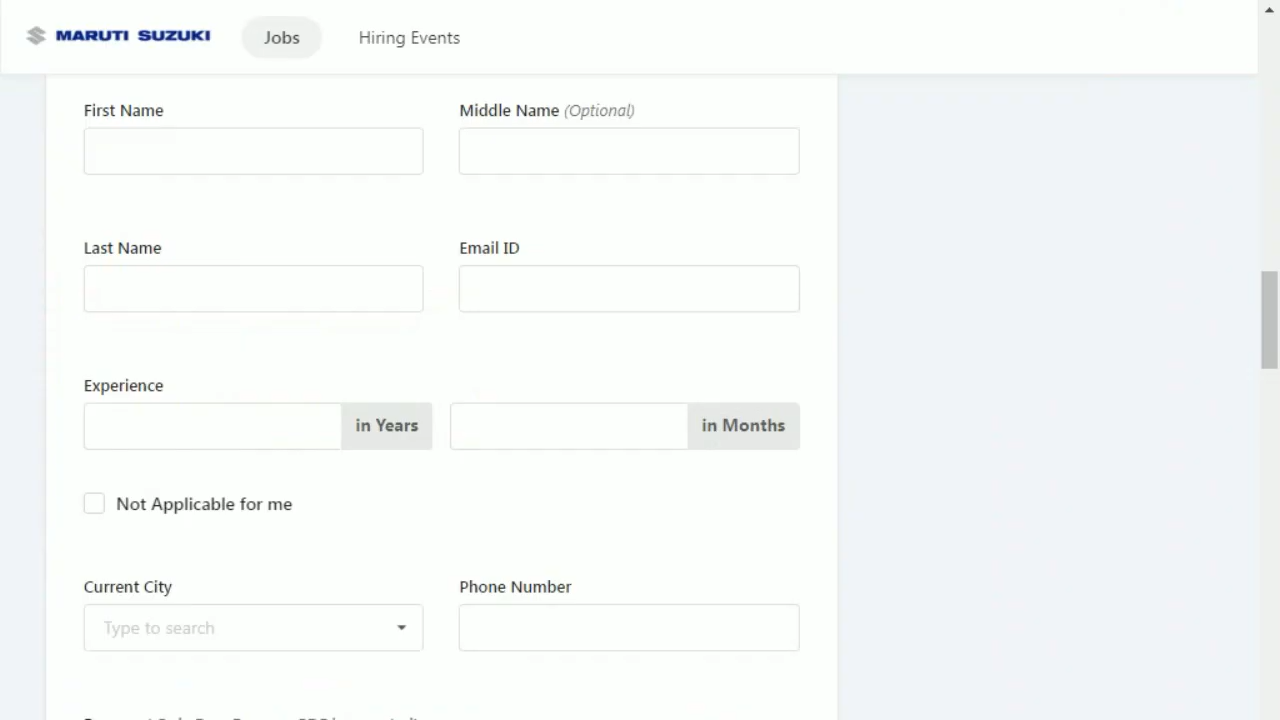 MARUTI SUZUKI Jobs Hiring Events
First Name Middle Name (Optional)
Last Name Email ID
Experience
in Years in Months
Not Applicable for me
Current City Phone Number
Type to search